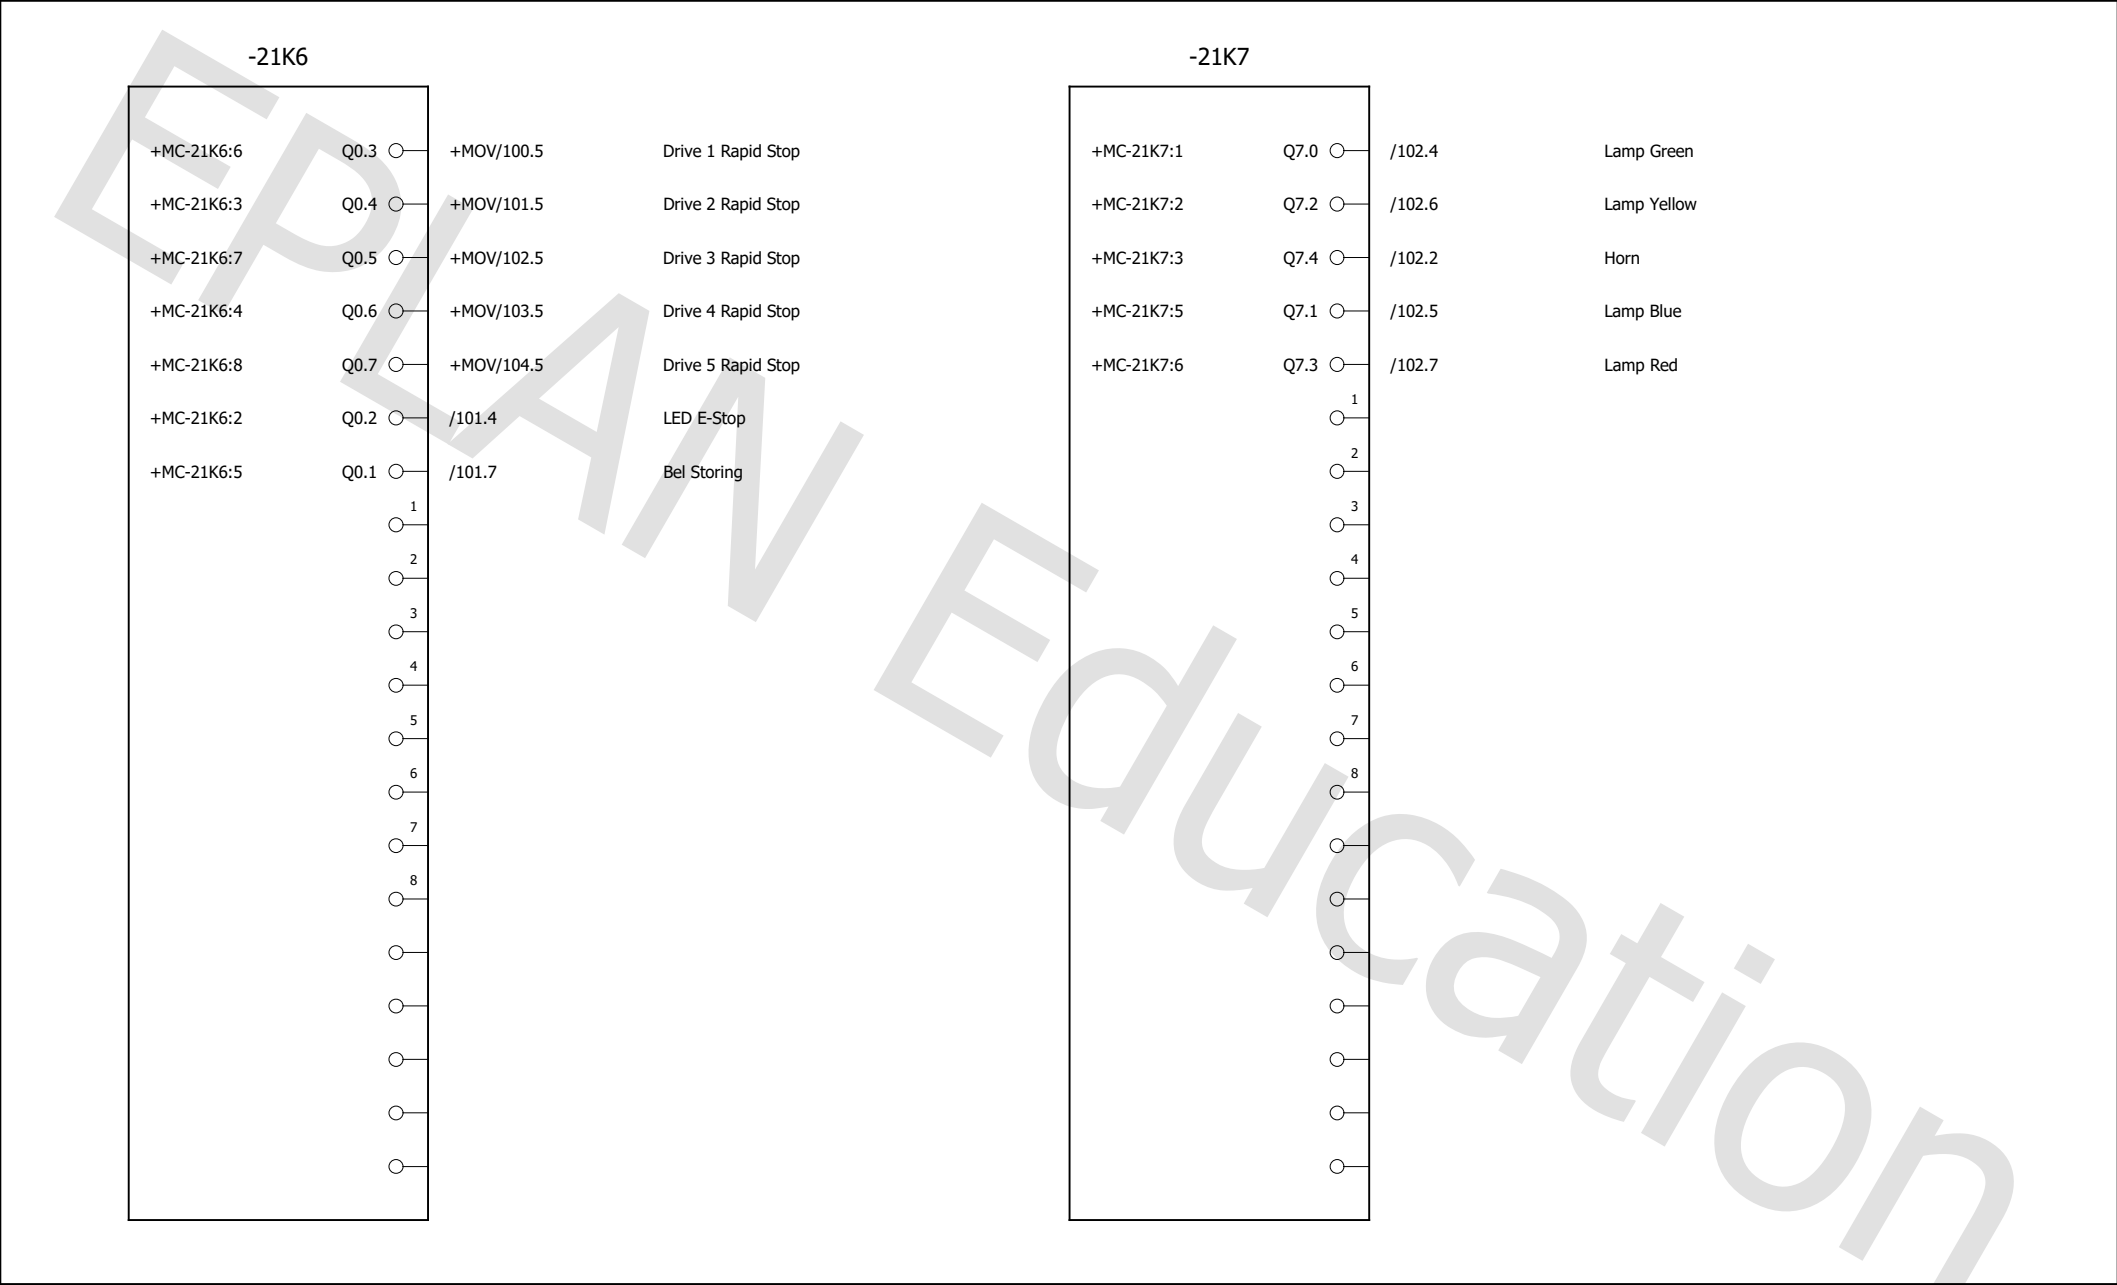 -21K6
+MC-21K6:6 Q0.3 +MOV/100.5 Drive 1 Rapid Stop
+MC-21K6:3 Q0.4 +MOV/101.5 Drive 2 Rapid Stop
+MC-21K6:7 Q0.5 +MOV/102.5 Drive 3 Rapid Stop
+MC-21K6:4 Q0.6 +MOV/103.5 Drive 4 Rapid Stop
+MC-21K6:8 Q0.7 +MOV/104.5 Drive 5 Rapid Stop
+MC-21K6:2 Q0.2 /101.4 LED E-Stop
+MC-21K6:5 Q0.1 /101.7 Bel Storing
1
2
3
4
5
6
7
8
-21K7
+MC-21K7:1 Q7.0 /102.4 Lamp Green
+MC-21K7:2 Q7.2 /102.6 Lamp Yellow
+MC-21K7:3 Q7.4 /102.2 Horn
+MC-21K7:5 Q7.1 /102.5 Lamp Blue
+MC-21K7:6 Q7.3 /102.7 Lamp Red
1
2
3
4
5
6
7
8
EPLAN Education